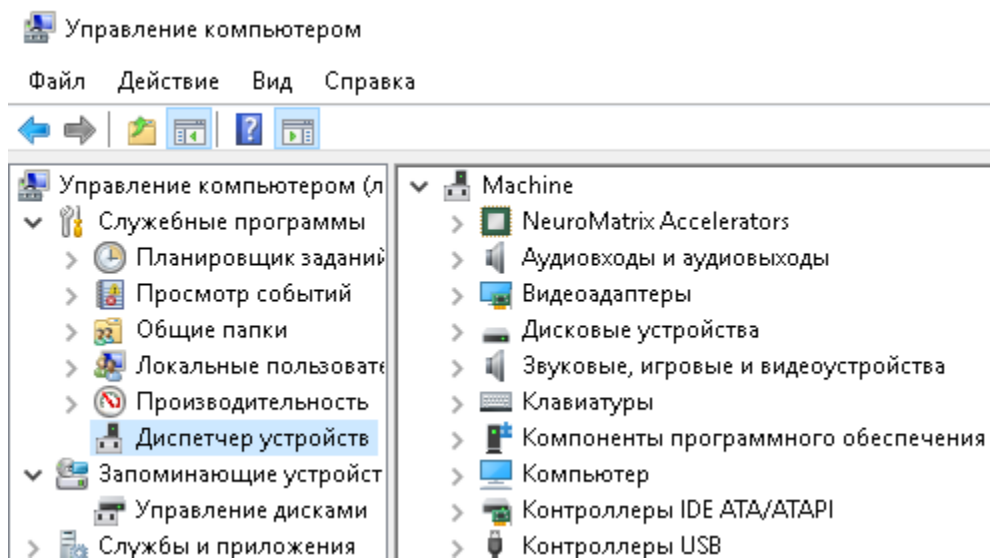 Управление компьютером
Файл Действие Вид Справка
Управление компьютером (л
Служебные программы
Планировщик заданий
Просмотр событий
Общие папки
Локальные пользовате
Производительность
Диспетчер устройств
Запоминающие устройст
Управление дисками
Службы и приложения
Machine
NeuroMatrix Accelerators
Аудиовходы и аудиовыходы
Видеоадаптеры
Дисковые устройства
Звуковые, игровые и видеоустройства
Клавиатуры
Компоненты программного обеспечения
Компьютер
Контроллеры IDE ATA/ATAPI
Контроллеры USB